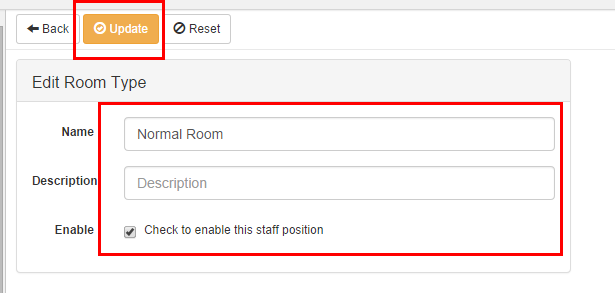 Back Update Reset
Edit Room Type
Name Normal Room
Description Description
Enable Check to enable this staff position